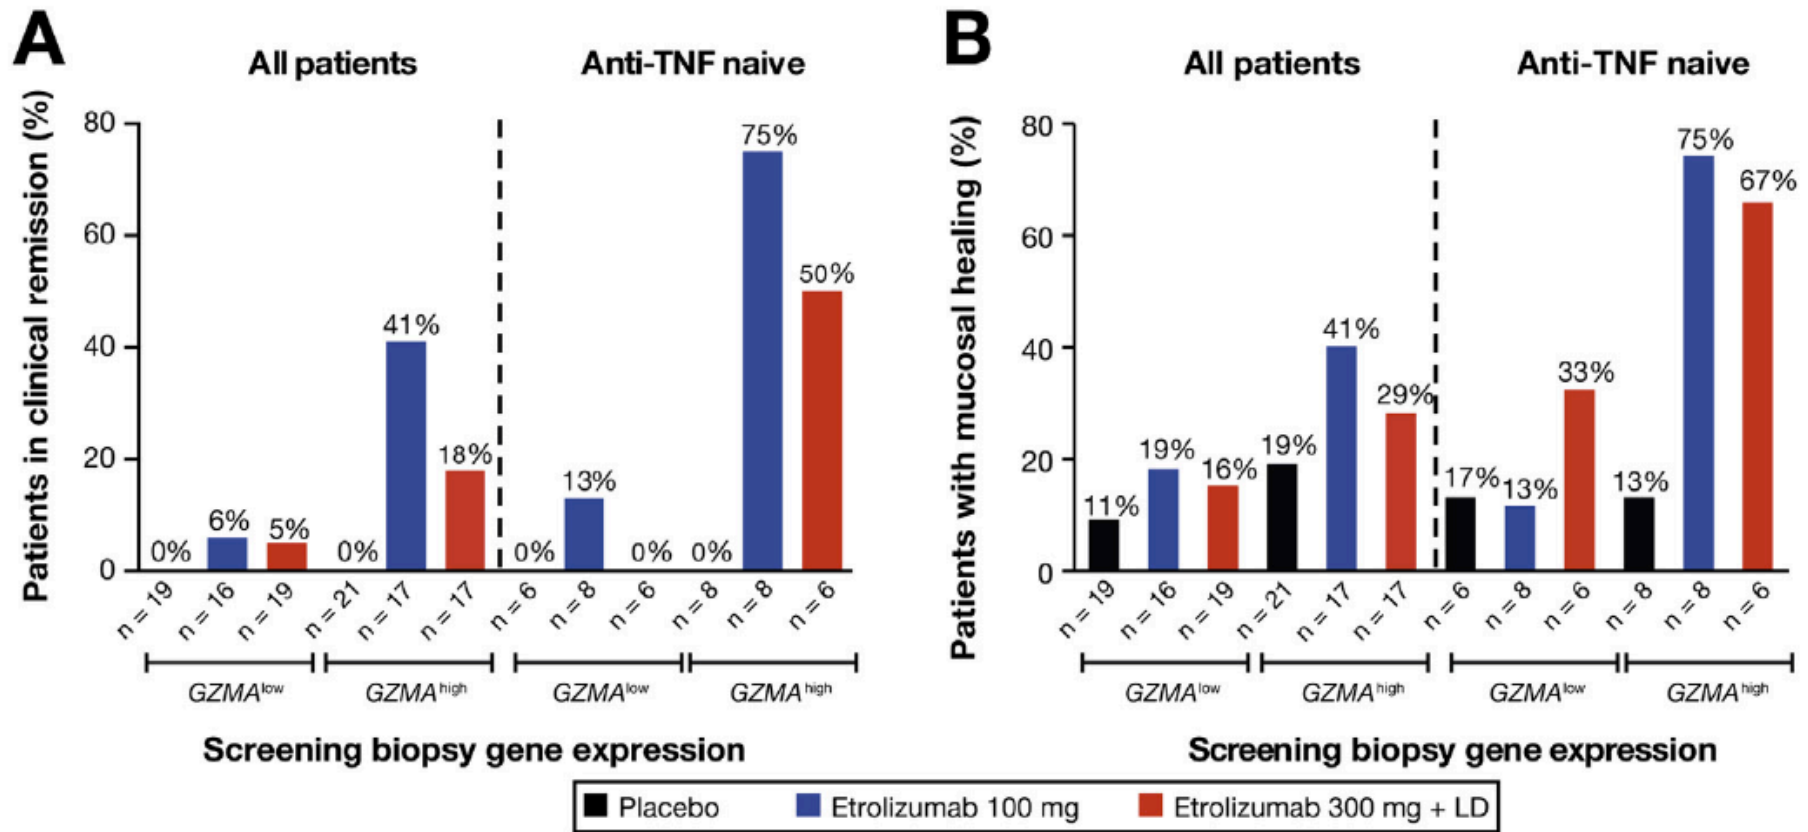 A
All patients
Anti-TNF naive
Patients in clinical remission (%)
80
60
40
20
0
0%
6%
5%
0%
41%
18%
0%
13%
0%
0%
75%
50%
n = 19
n = 16
n = 19
n = 21
n = 17
n = 17
n = 6
n = 8
n = 6
n = 8
n = 8
n = 6
GZMAlow
GZMAhigh
GZMAlow
GZMAhigh
Screening biopsy gene expression
B
All patients
Anti-TNF naive
Patients with mucosal healing (%)
80
60
40
20
0
11%
19%
16%
19%
41%
29%
17%
13%
33%
13%
75%
67%
n = 19
n = 16
n = 19
n = 21
n = 17
n = 17
n = 6
n = 8
n = 6
n = 8
n = 8
n = 6
GZMAlow
GZMAhigh
GZMAlow
GZMAhigh
Screening biopsy gene expression
Placebo
Etrolizumab 100 mg
Etrolizumab 300 mg + LD